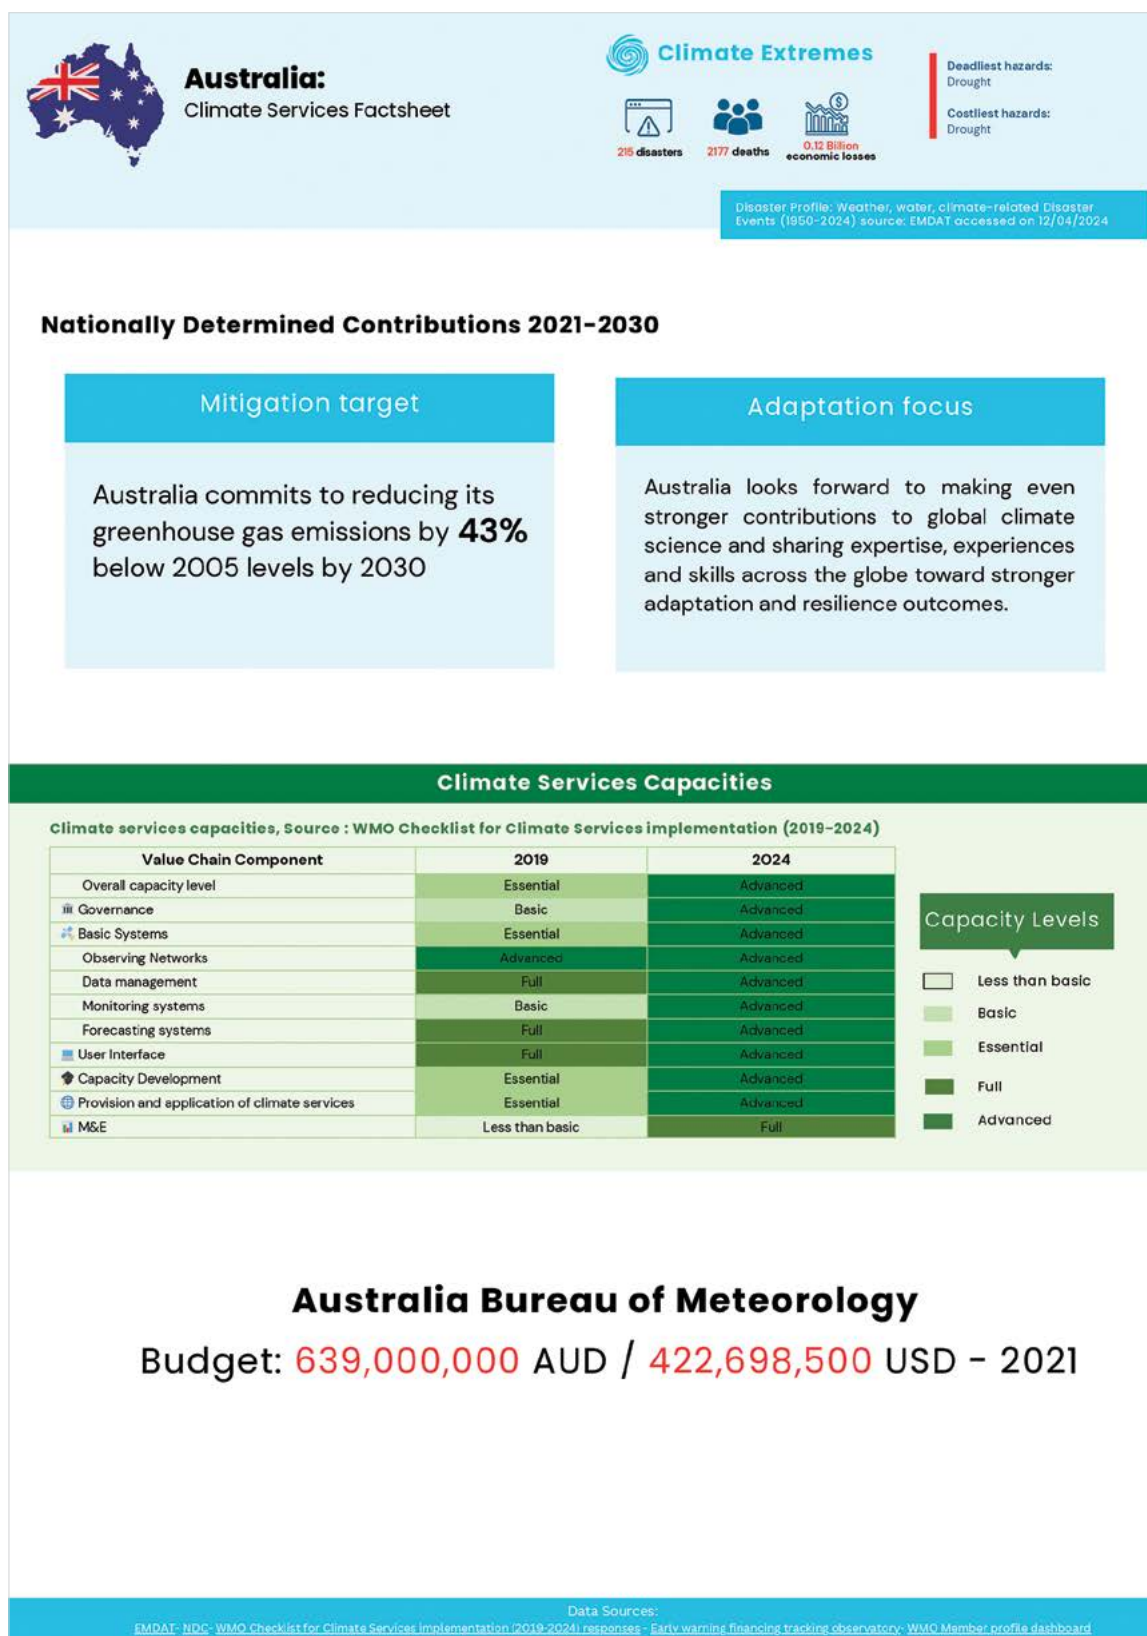 Australia:
Climate Services Factsheet
Climate Extremes
215 disasters
2177 deaths
0.12 Billion
economic losses
Deadliest hazards:
Drought
Costliest hazards:
Drought
Disaster Profile: Weather, water, climate-related Disaster
Events (1950-2024) source: EMDAT accessed on 12/04/2024
Nationally Determined Contributions 2021-2030
Mitigation target
Australia commits to reducing its
greenhouse gas emissions by 43%
below 2005 levels by 2030
Adaptation focus
Australia looks forward to making even
stronger contributions to global climate
science and sharing expertise, experiences
and skills across the globe toward stronger
adaptation and resilience outcomes.
Climate Services Capacities
Climate services capacities, Source : WMO Checklist for Climate Services implementation (2019-2024)
Value Chain Component 2019 2024
Overall capacity level Essential Advanced
Governance Basic Advanced
Basic Systems Essential Advanced
Observing Networks Advanced Advanced
Data management Full Advanced
Monitoring systems Basic Advanced
Forecasting systems Full Advanced
User Interface Full Advanced
Capacity Development Essential Advanced
Provision and application of climate services Essential Advanced
M&E Less than basic Full
Capacity Levels
Less than basic
Basic
Essential
Full
Advanced
Australia Bureau of Meteorology
Budget: 639,000,000 AUD / 422,698,500 USD - 2021
Data Sources:
EMDAT- NDC- WMO Checklist for Climate Services implementation (2019-2024) responses - Early warning financing tracking observatory- WMO Member profile dashboard